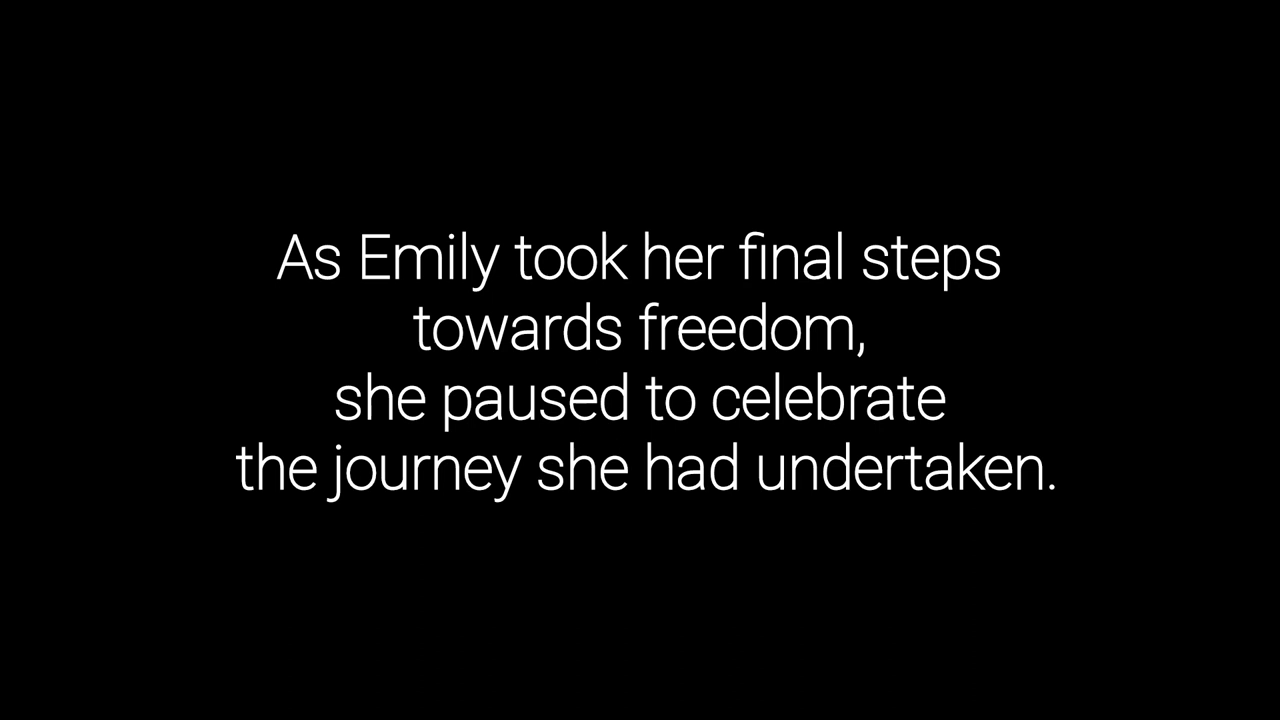 As Emily took her final steps
towards freedom,
she paused to celebrate
the journey she had undertaken.